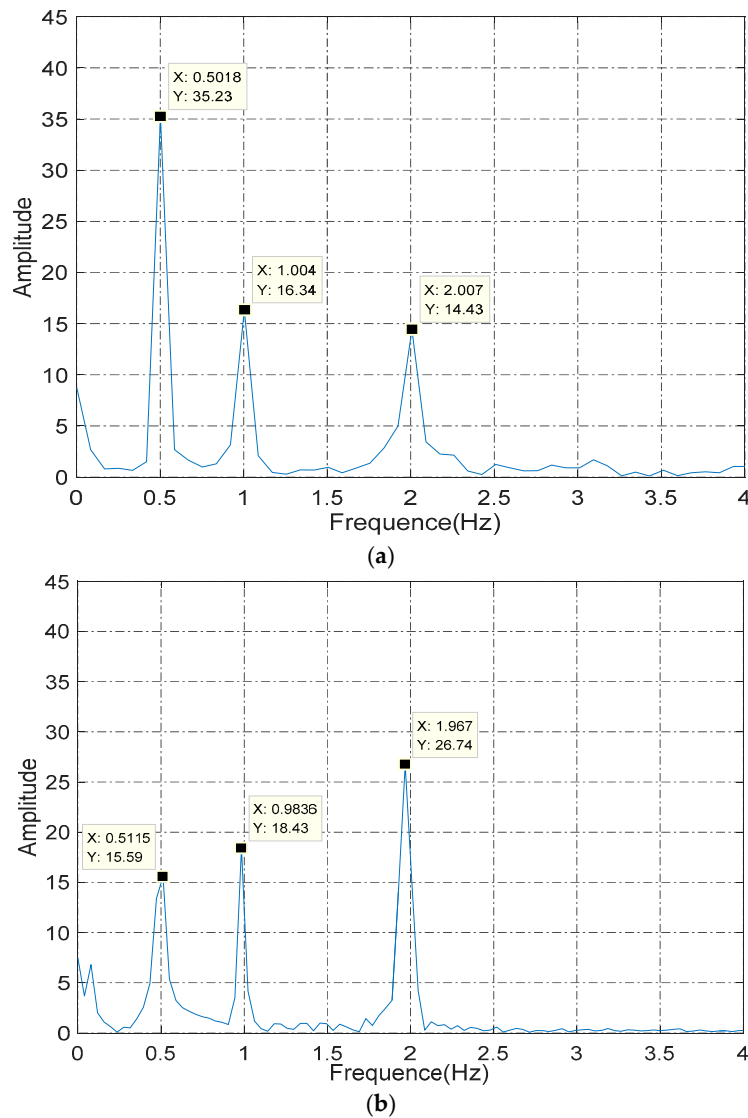 45
40
35
30
25
20
15
10
5
0
Amplitude
X: 0.5018
Y: 35.23
X: 1.004
Y: 16.34
X: 2.007
Y: 14.43
0 0.5 1 1.5 2 2.5 3 3.5 4
Frequence(Hz)
(a)
45
40
35
30
25
20
15
10
5
0
Amplitude
X: 0.5115
Y: 15.59
X: 0.9836
Y: 18.43
X: 1.967
Y: 26.74
0 0.5 1 1.5 2 2.5 3 3.5 4
Frequence(Hz)
(b)